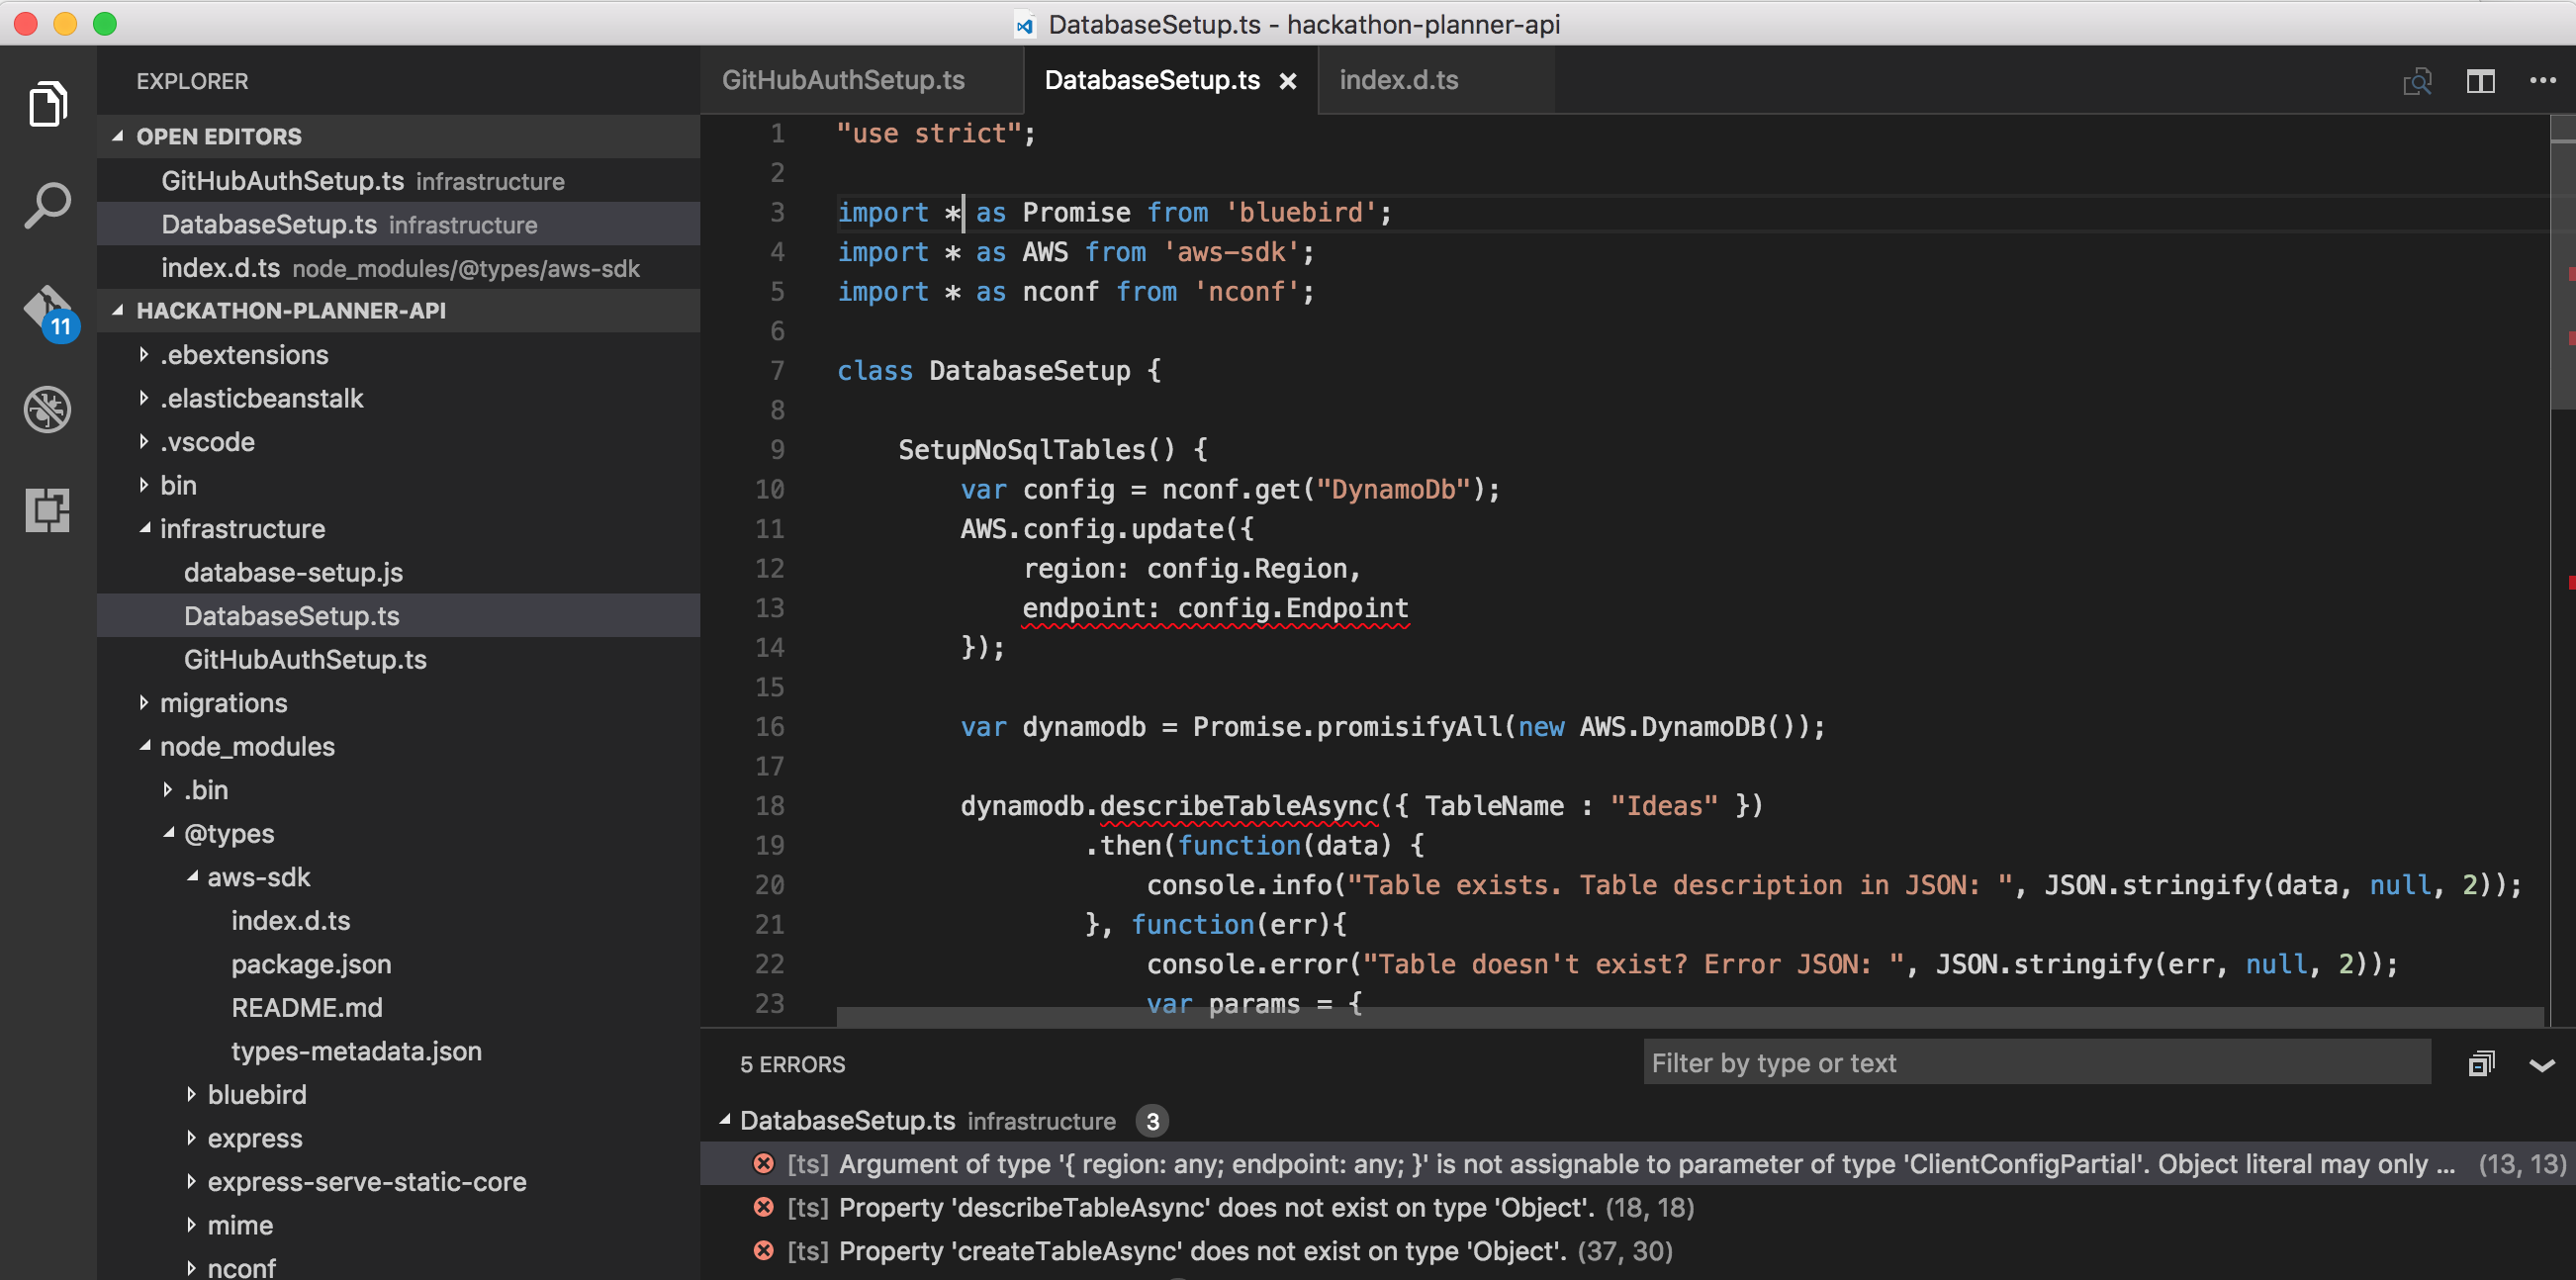 DatabaseSetup.ts - hackathon-planner-api
EXPLORER
OPEN EDITORS
GitHubAuthSetup.ts infrastructure
DatabaseSetup.ts infrastructure
index.d.ts node_modules/@types/aws-sdk
HACKATHON-PLANNER-API
.ebextensions
.elasticbeanstalk
.vscode
bin
infrastructure
database-setup.js
DatabaseSetup.ts
GitHubAuthSetup.ts
migrations
node_modules
.bin
@types
aws-sdk
index.d.ts
package.json
README.md
types-metadata.json
bluebird
express
express-serve-static-core
mime
nconf
11
GitHubAuthSetup.ts DatabaseSetup.ts index.d.ts
1 "use strict";
2
3 import * as Promise from 'bluebird';
4 import * as AWS from 'aws-sdk';
5 import * as nconf from 'nconf';
6
7 class DatabaseSetup {
8
9 SetupNoSqlTables() {
10 var config = nconf.get("DynamoDb");
11 AWS.config.update({
12 region: config.Region,
13 endpoint: config.Endpoint
14 });
15
16 var dynamodb = Promise.promisifyAll(new AWS.DynamoDB());
17
18 dynamodb.describeTableAsync({ TableName : "Ideas" })
19 .then(function(data) {
20 console.info("Table exists. Table description in JSON: ", JSON.stringify(data, null, 2));
21 }, function(err){
22 console.error("Table doesn't exist? Error JSON: ", JSON.stringify(err, null, 2));
23 var params = {
5 ERRORS
Filter by type or text
DatabaseSetup.ts infrastructure 3
[ts] Argument of type '{ region: any; endpoint: any; }' is not assignable to parameter of type 'ClientConfigPartial'. Object literal may only ... (13, 13)
[ts] Property 'describeTableAsync' does not exist on type 'Object'. (18, 18)
[ts] Property 'createTableAsync' does not exist on type 'Object'. (37, 30)